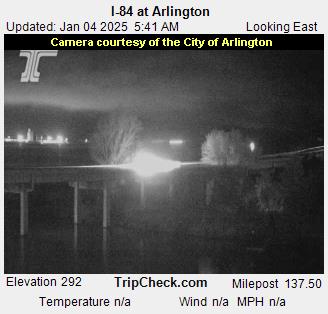 I-84 at Arlington
Updated: Jan 04 2025 5:41 AM Looking East
Camera courtesy of the City of Arlington
Elevation 292 TripCheck.com Milepost 137.50
Temperature n/a Wind n/a MPH n/a